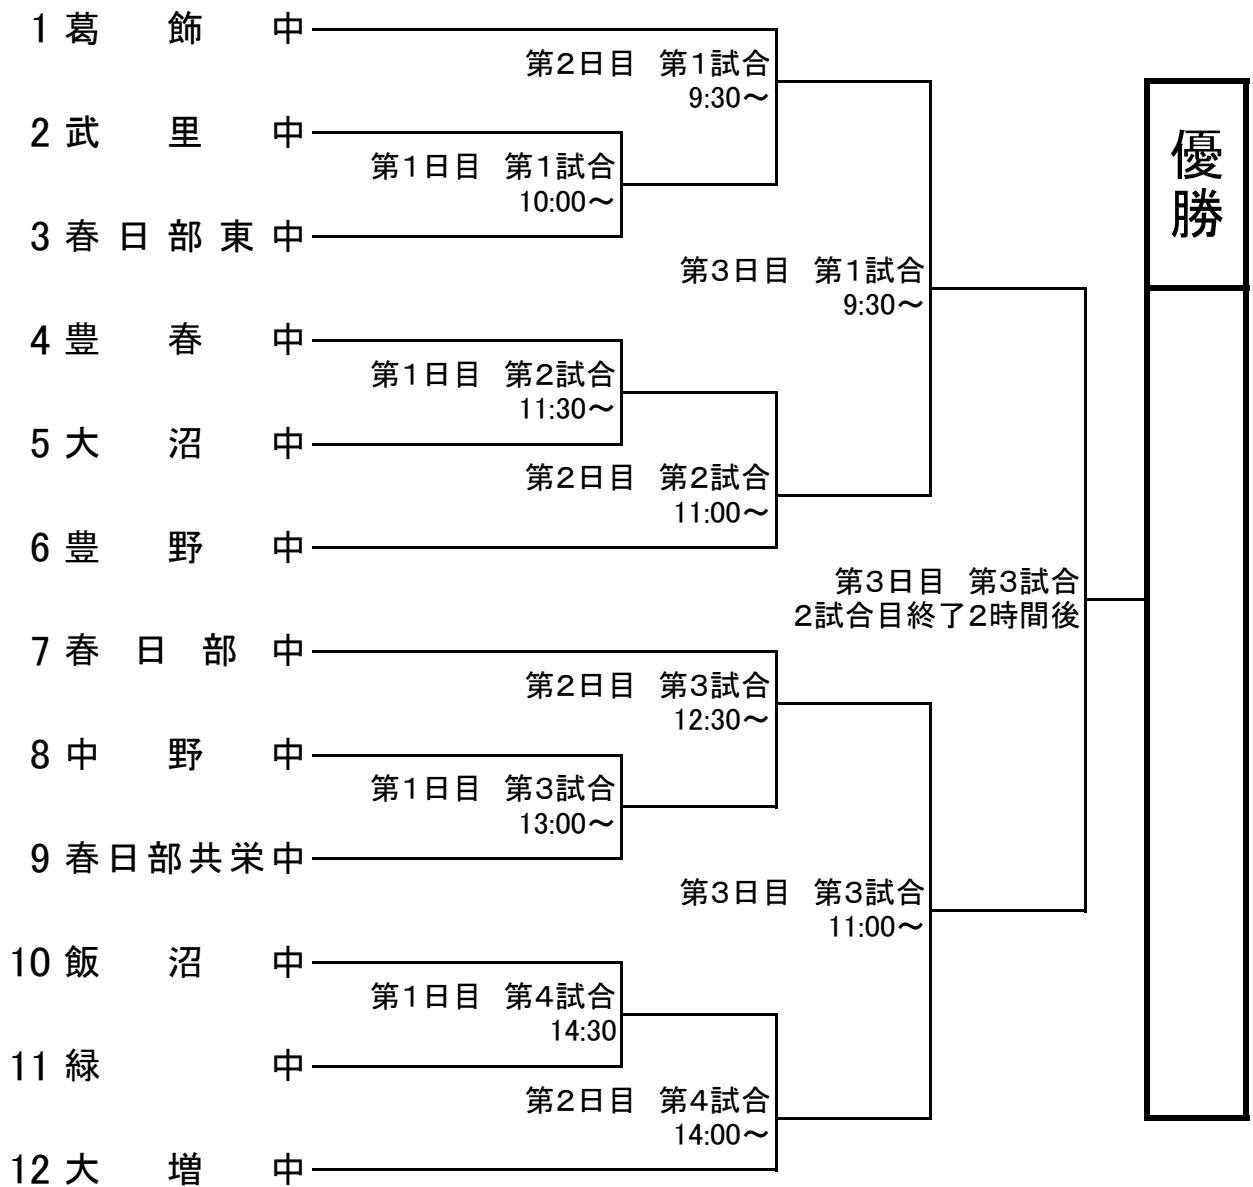 1 葛飾中
第2日目 第1試合
9:30～
2 武里中
第1日目 第1試合
10:00～
3 春日部東中
優勝
第3日目 第1試合
9:30～
4 豊春中
第1日目 第2試合
11:30～
5 大沼中
第2日目 第2試合
11:00～
6 豊野中
第3日目 第3試合
2試合目終了2時間後
7 春日部中
第2日目 第3試合
12:30～
8 中野中
第1日目 第3試合
13:00～
9 春日部共栄中
第3日目 第3試合
11:00～
10 飯沼中
第1日目 第4試合
14:30
11 緑中
第2日目 第4試合
14:00～
12 大増中